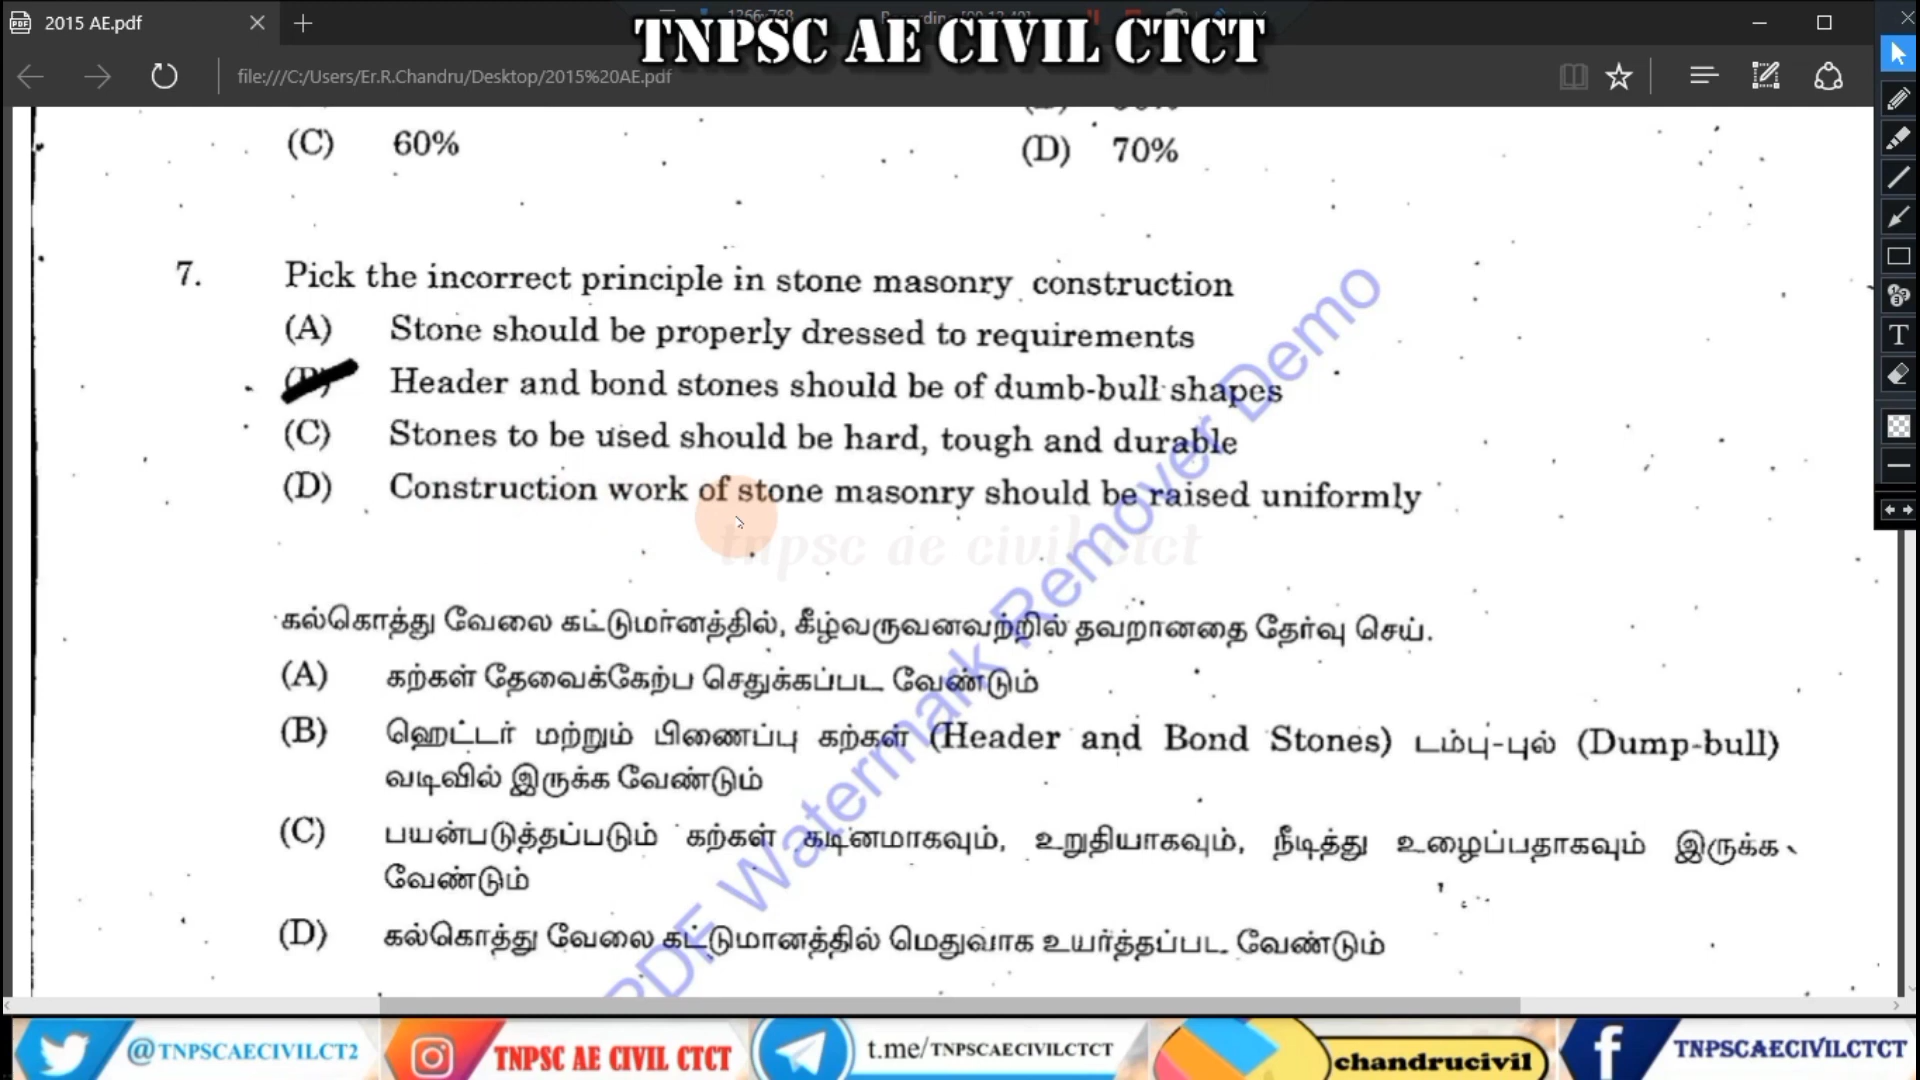 2015 AE.pdf
TNPSC AE CIVIL CTCT
file:///C:/Users/Er.R.Chandru/Desktop/2015%20AE.pdf
(C) 60% (D) 70%
7. Pick the incorrect principle in stone masonry construction
(A) Stone should be properly dressed to requirements
(B) Header and bond stones should be of dumb-bull shapes
(C) Stones to be used should be hard, tough and durable
(D) Construction work of stone masonry should be raised uniformly
tnpsc ae civil ctct
கல்கொத்து வேலை கட்டுமானத்தில், கீழ்வருவனவற்றில் தவறானதை தேர்வு செய்.
(A) கற்கள் தேவைக்கேற்ப செதுக்கப்பட வேண்டும்
(B) ஹெட்டர் மற்றும் பிணைப்பு கற்கள் (Header and Bond Stones) டம்பு-புல் (Dump-bull)
வடிவில் இருக்க வேண்டும்
(C) பயன்படுத்தப்படும் கற்கள் கடினமாகவும், உறுதியாகவும், நீடித்து உழைப்பதாகவும் இருக்க
வேண்டும்
(D) கல்கொத்து வேலை கட்டுமானத்தில் மெதுவாக உயர்த்தப்பட வேண்டும்
PDF Watermark Remover Demo
@TNPSCAECIVILCT2 TNPSC AE CIVIL CTCT t.me/TNPSCAECIVILCTCT chandrucivil TNPSCAECIVILCTCT